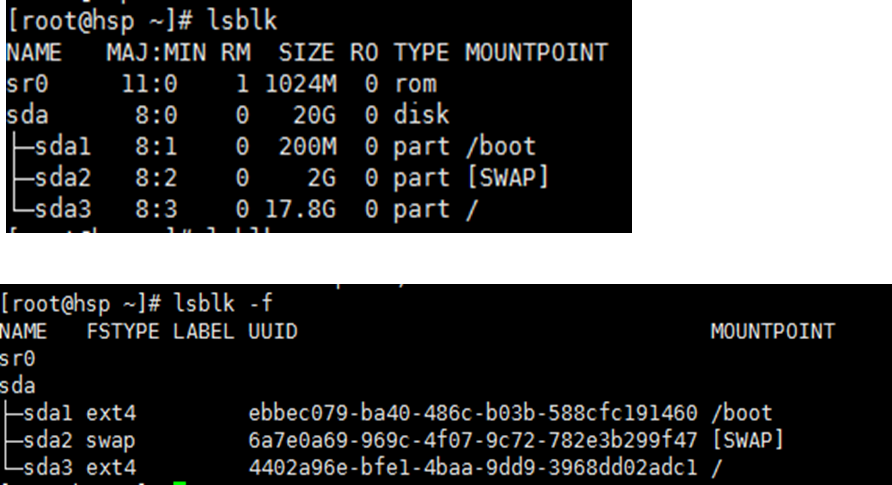 [root@hsp ~]# lsblk
NAME   MAJ:MIN RM  SIZE RO TYPE MOUNTPOINT
sr0     11:0    1 1024M  0 rom
sda      8:0    0   20G  0 disk
├─sda1   8:1    0  200M  0 part /boot
├─sda2   8:2    0    2G  0 part [SWAP]
└─sda3   8:3    0 17.8G  0 part /
[root@hsp ~]# lsblk -f
NAME   FSTYPE LABEL UUID                                 MOUNTPOINT
sr0
sda
├─sda1 ext4         ebbec079-ba40-486c-b03b-588cfc191460 /boot
├─sda2 swap         6a7e0a69-969c-4f07-9c72-782e3b299f47 [SWAP]
└─sda3 ext4         4402a96e-bfe1-4baa-9dd9-3968dd02adc1 /